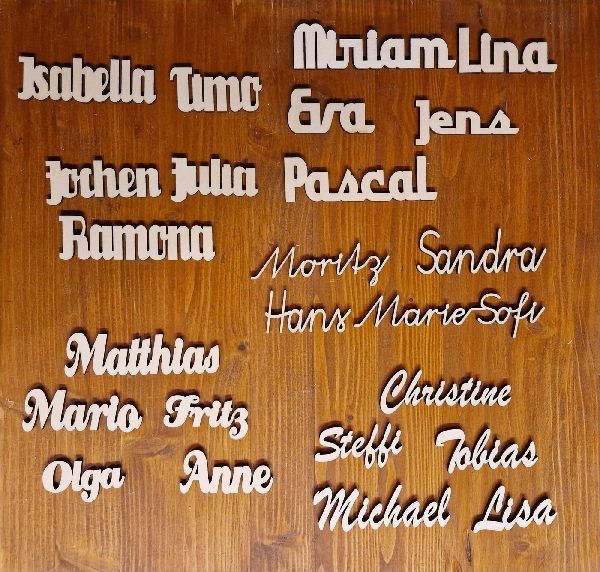 Isabella Timo
Miriam Lina
Eva Jens
Jochen Julia
Pascal
Ramona
Moritz Sandra
Hans Marie-Sofi
Matthias
Mario Fritz
Olga Anne
Christine
Steffi Tobias
Michael Lisa